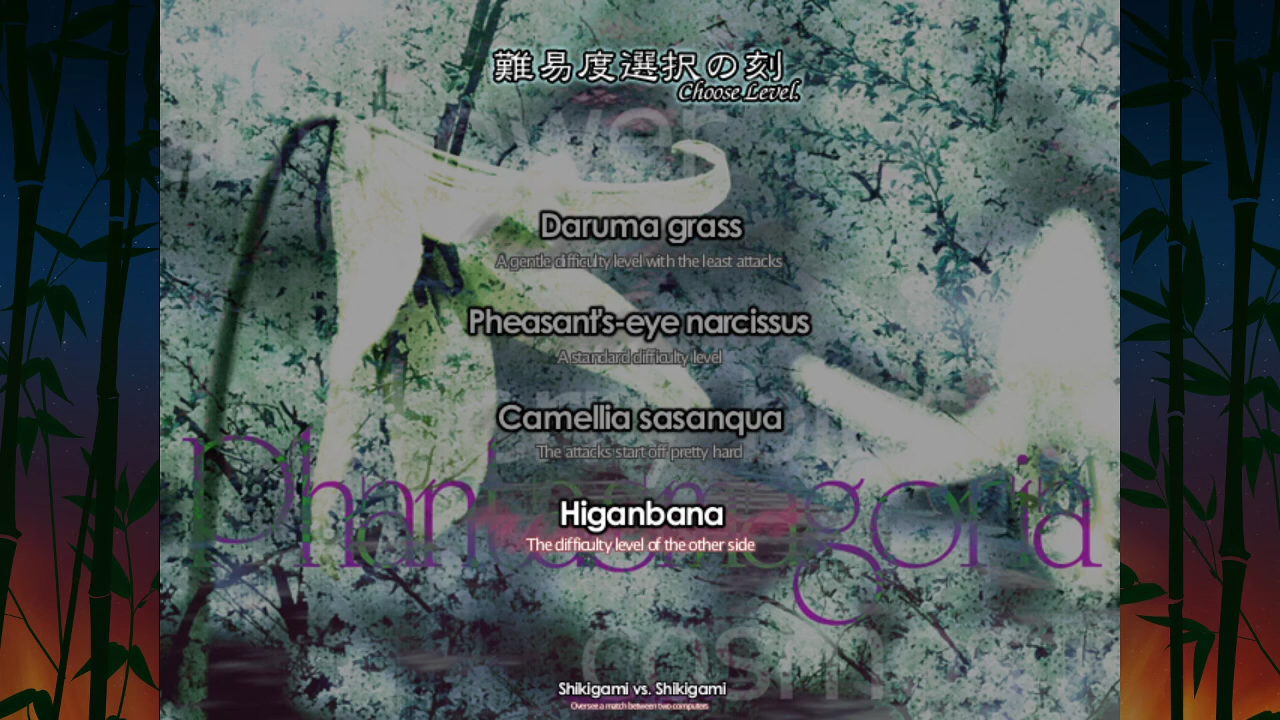 難易度選択の刻
Choose Level.
ower
Daruma grass
A gentle difficulty level with the least attacks
Pheasant's-eye narcissus
A standard difficulty level
Camellia sasanqua
The attacks start off pretty hard
Phantasmagoria
Higanbana
The difficulty level of the other side
cosm
Shikigami vs. Shikigami
Oversee a match between two computers